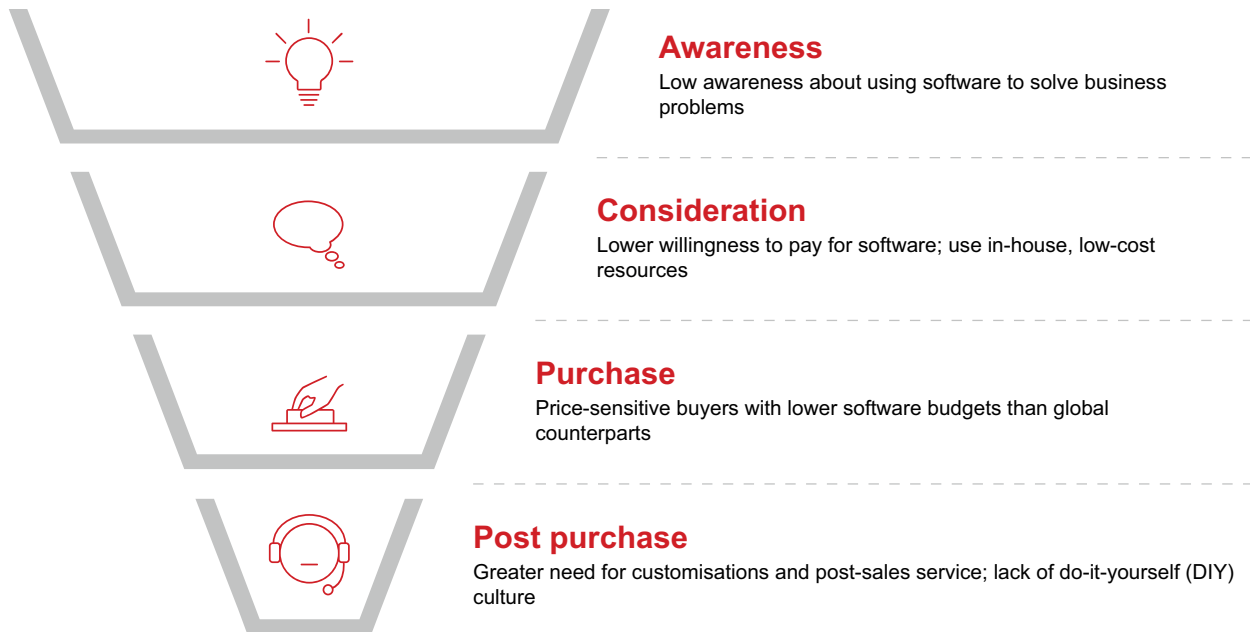 Awareness
Low awareness about using software to solve business
problems
Consideration
Lower willingness to pay for software; use in-house, low-cost
resources
Purchase
Price-sensitive buyers with lower software budgets than global
counterparts
Post purchase
Greater need for customisations and post-sales service; lack of do-it-yourself (DIY)
culture